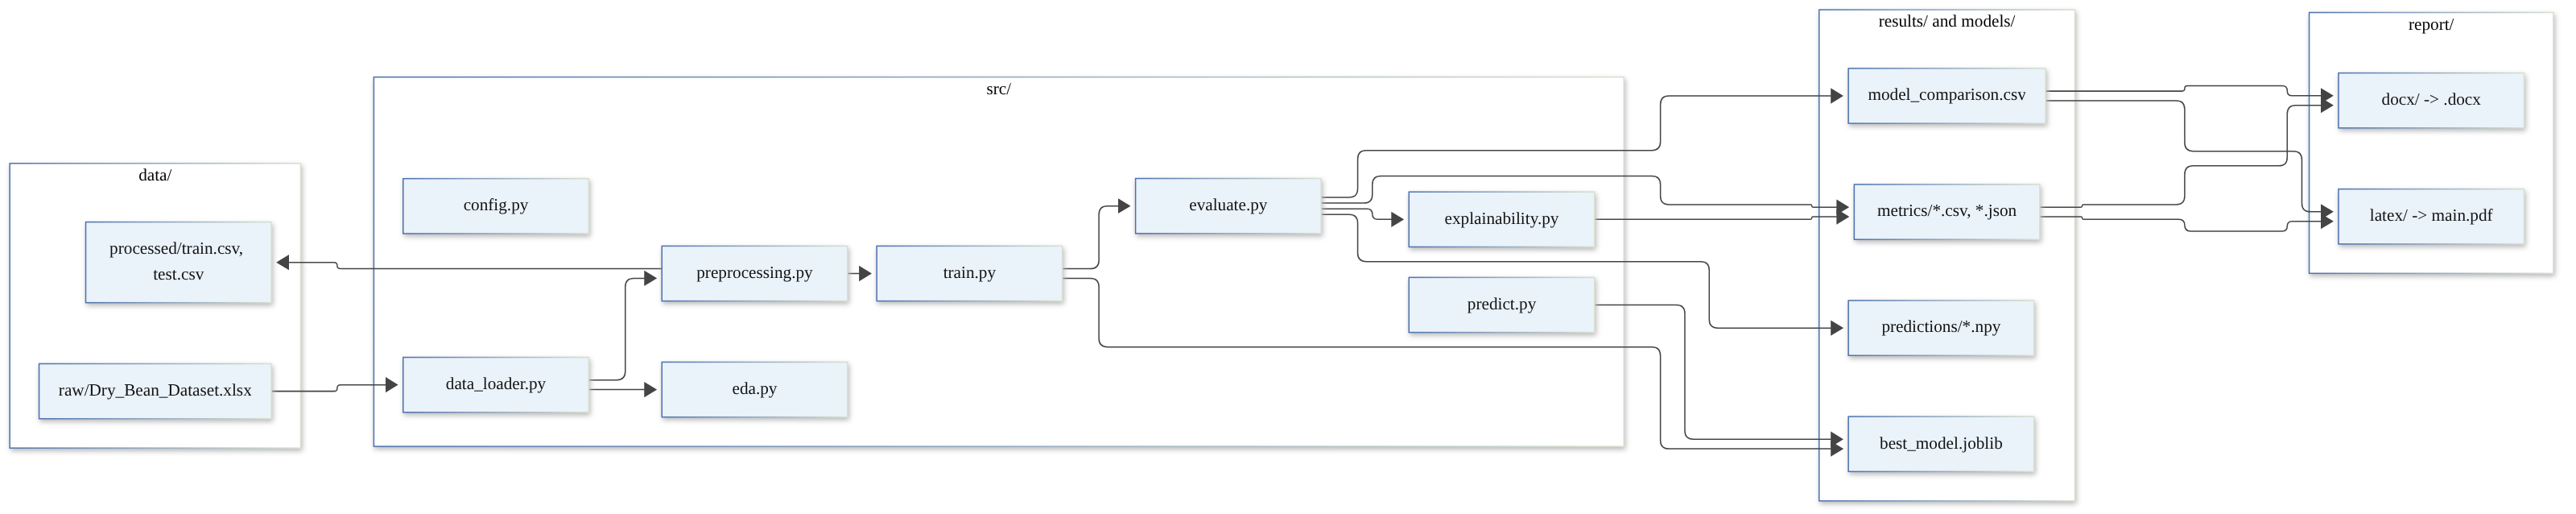 data/
processed/train.csv,
test.csv
raw/Dry_Bean_Dataset.xlsx
src/
config.py
data_loader.py
preprocessing.py
eda.py
train.py
evaluate.py
explainability.py
predict.py
results/ and models/
model_comparison.csv
metrics/*.csv, *.json
predictions/*.npy
best_model.joblib
report/
docx/ -> .docx
latex/ -> main.pdf